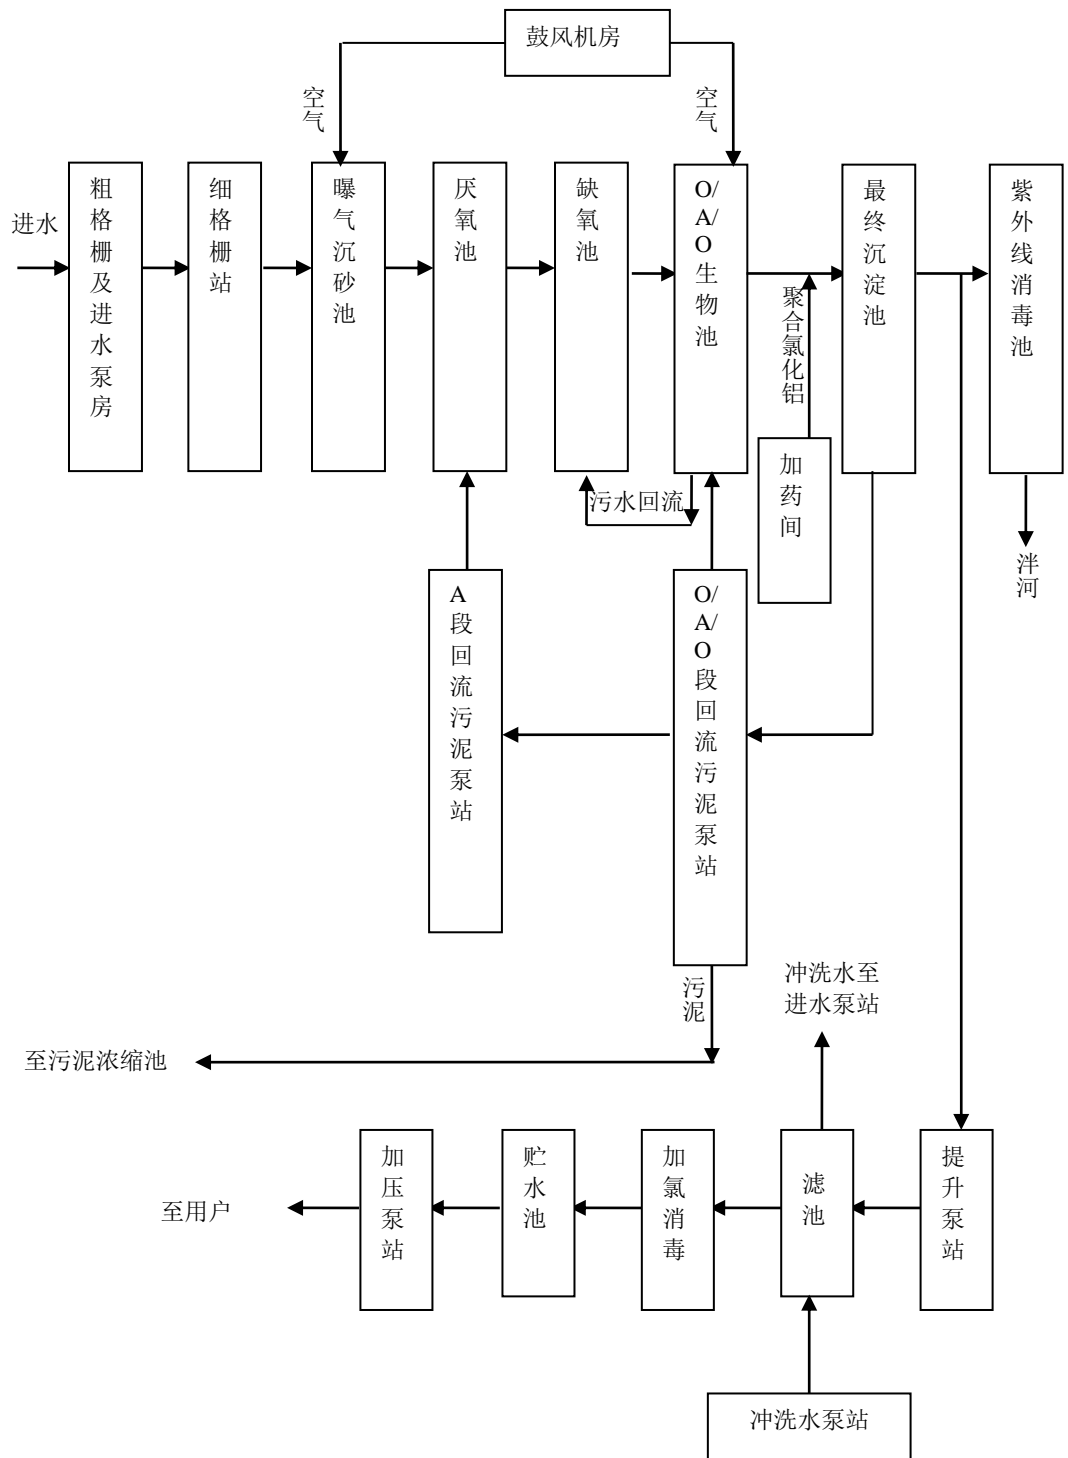 鼓风机房
空气
空气
进水
粗格栅及进水泵房
细格栅站
曝气沉砂池
厌氧池
缺氧池
O/
A/
O
生物池
最终沉淀池
紫外线消毒池
聚合氯化铝
加药间
污水回流
泮河
A
段回流污泥泵站
O/
A/
O
段回流污泥泵站
污泥
冲洗水至
进水泵站
至污泥浓缩池
至用户
加压泵站
贮水池
加氯消毒
滤池
提升泵站
冲洗水泵站